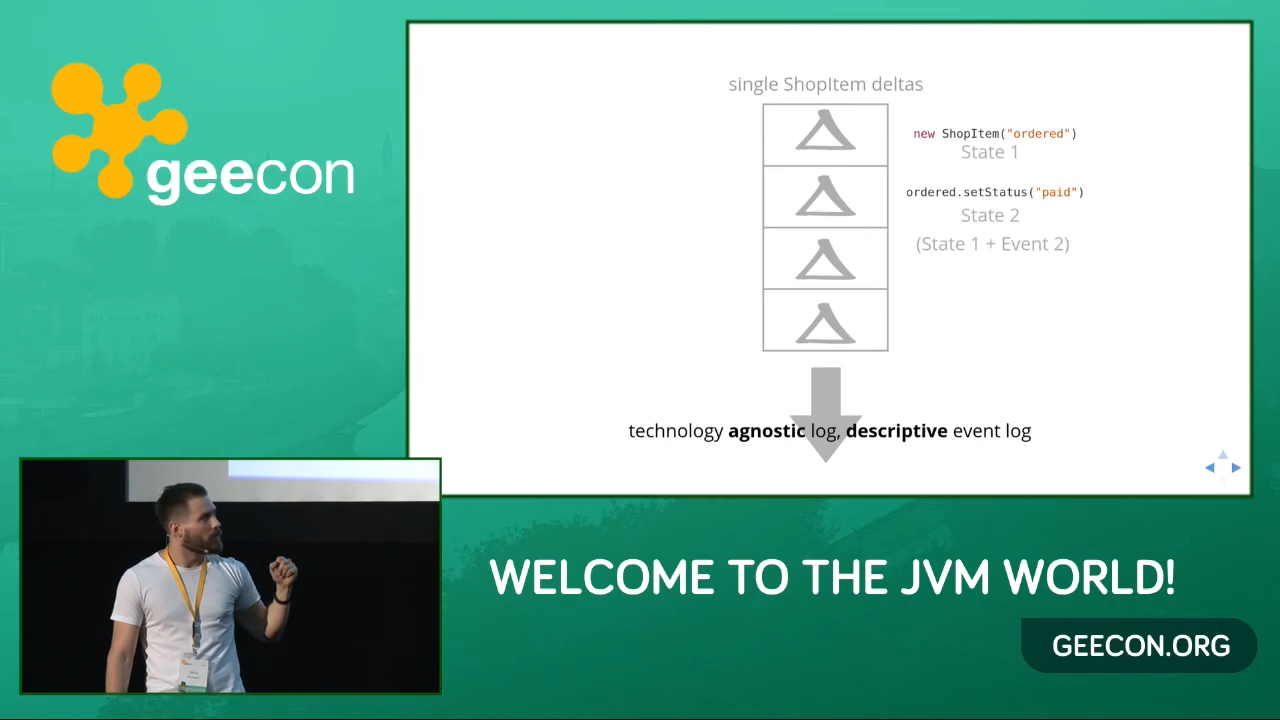 geecon
single ShopItem deltas
new ShopItem("ordered")
State 1
ordered.setStatus("paid")
State 2
(State 1 + Event 2)
technology agnostic log, descriptive event log
WELCOME TO THE JVM WORLD!
GEECON.ORG